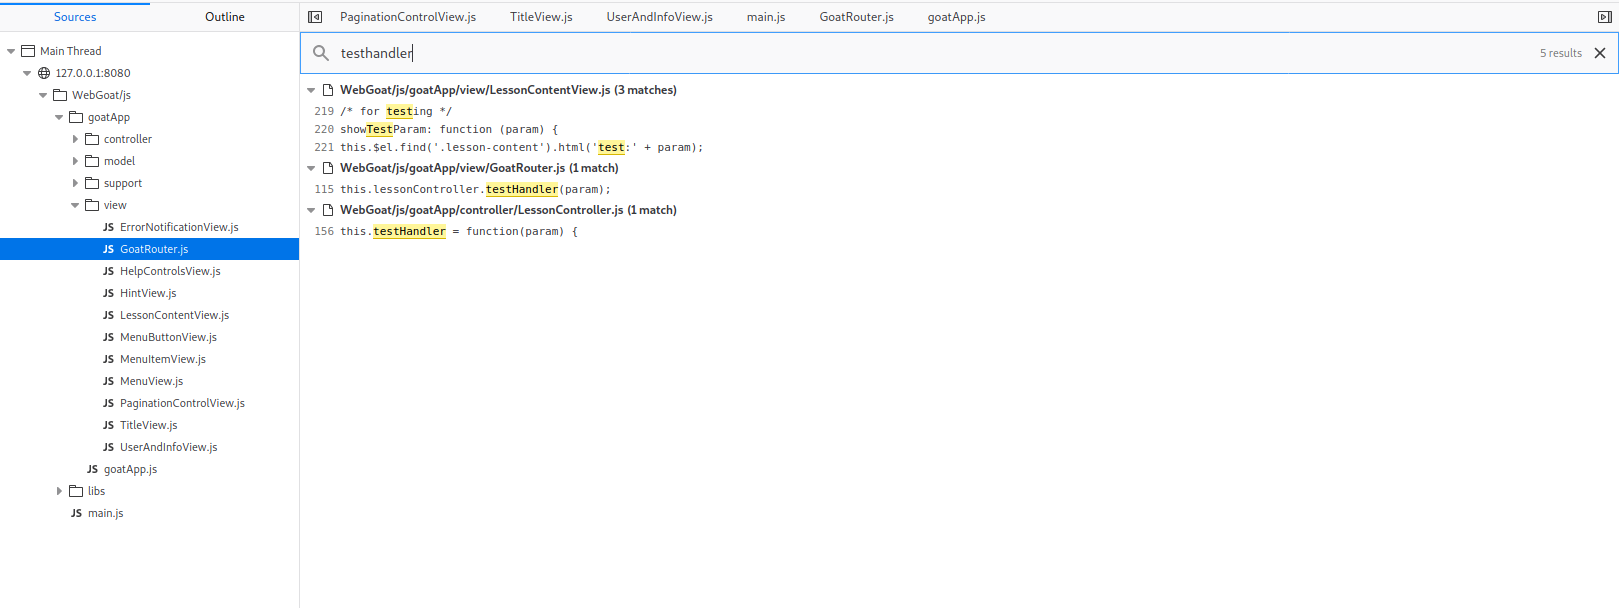 Sources Outline
Main Thread
127.0.0.1:8080
WebGoat/js
goatApp
controller
model
support
view
JS ErrorNotificationView.js
JS GoatRouter.js
JS HelpControlsView.js
JS HintView.js
JS LessonContentView.js
JS MenuButtonView.js
JS MenuItemView.js
JS MenuView.js
JS PaginationControlView.js
JS TitleView.js
JS UserAndInfoView.js
JS goatApp.js
libs
JS main.js
PaginationControlView.js TitleView.js UserAndInfoView.js main.js GoatRouter.js goatApp.js
testhandler 5 results
WebGoat/js/goatApp/view/LessonContentView.js (3 matches)
219 /* for testing */
220 showTestParam: function (param) {
221 this.$el.find('.lesson-content').html('test:' + param);
WebGoat/js/goatApp/view/GoatRouter.js (1 match)
115 this.lessonController.testHandler(param);
WebGoat/js/goatApp/controller/LessonController.js (1 match)
156 this.testHandler = function(param) {